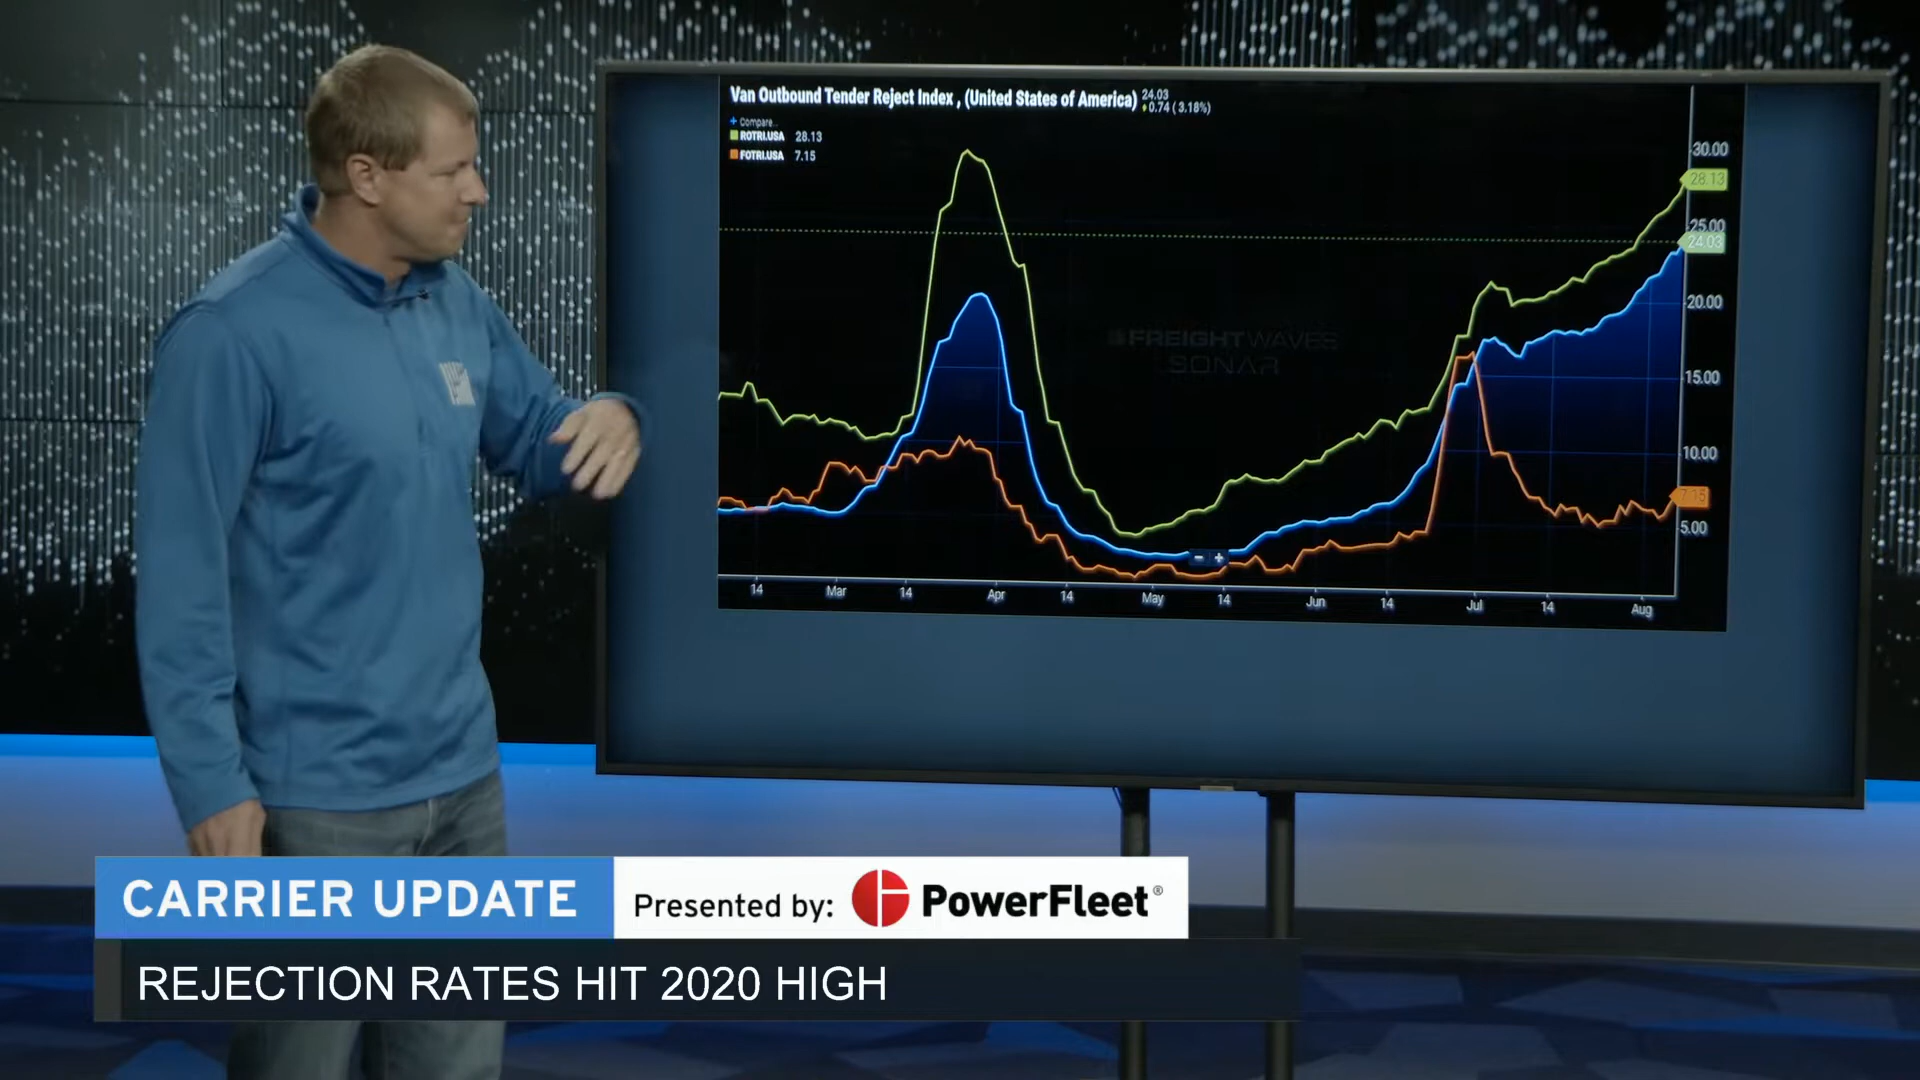 Van Outbound Tender Reject Index , (United States of America) 24.03
0.74 ( 3.18%)
+ Compare...
ROTRI.USA 28.13
FOTRI.USA 7.15
30.00
28.13
25.00
24.03
20.00
15.00
10.00
7.15
5.00
FREIGHTWAVES
SONAR
14 Mar 14 Apr 14 May 14 Jun 14 Jul 14 Aug
CARRIER UPDATE
Presented by: PowerFleet®
REJECTION RATES HIT 2020 HIGH